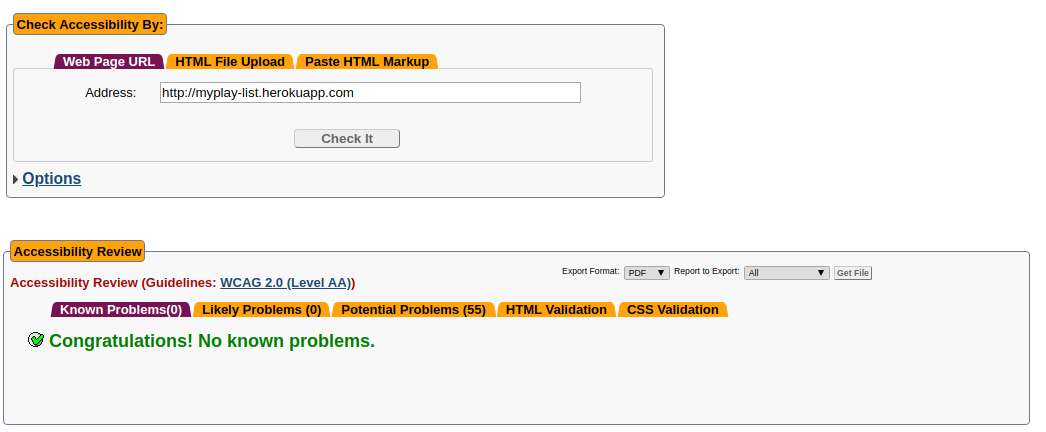 Check Accessibility By:
Web Page URL HTML File Upload Paste HTML Markup
Address: http://myplay-list.herokuapp.com
Check It
Options
Accessibility Review
Export Format: PDF Report to Export: All Get File
Accessibility Review (Guidelines: WCAG 2.0 (Level AA))
Known Problems(0) Likely Problems (0) Potential Problems (55) HTML Validation CSS Validation
Congratulations! No known problems.